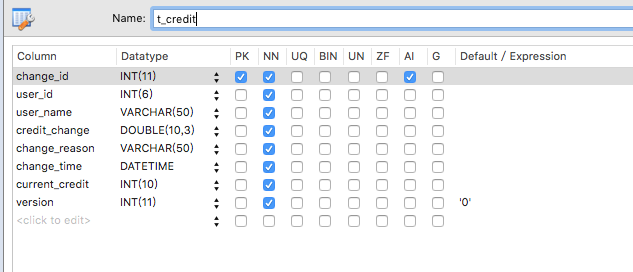 Name: t_credit
Column Datatype PK NN UQ BIN UN ZF AI G Default / Expression
change_id INT(11)
user_id INT(6)
user_name VARCHAR(50)
credit_change DOUBLE(10,3)
change_reason VARCHAR(50)
change_time DATETIME
current_credit INT(10)
version INT(11) '0'
<click to edit>